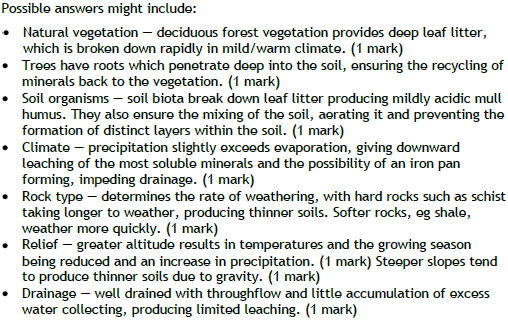 Possible answers might include:
• Natural vegetation — deciduous forest vegetation provides deep leaf litter,
which is broken down rapidly in mild/warm climate. (1 mark)
• Trees have roots which penetrate deep into the soil, ensuring the recycling of
minerals back to the vegetation. (1 mark)
• Soil organisms — soil biota break down leaf litter producing mildly acidic mull
humus. They also ensure the mixing of the soil, aerating it and preventing the
formation of distinct layers within the soil. (1 mark)
• Climate — precipitation slightly exceeds evaporation, giving downward
leaching of the most soluble minerals and the possibility of an iron pan
forming, impeding drainage. (1 mark)
• Rock type — determines the rate of weathering, with hard rocks such as schist
taking longer to weather, producing thinner soils. Softer rocks, eg shale,
weather more quickly. (1 mark)
• Relief — greater altitude results in temperatures and the growing season
being reduced and an increase in precipitation. (1 mark) Steeper slopes tend
to produce thinner soils due to gravity. (1 mark)
• Drainage — well drained with throughflow and little accumulation of excess
water collecting, producing limited leaching. (1 mark)